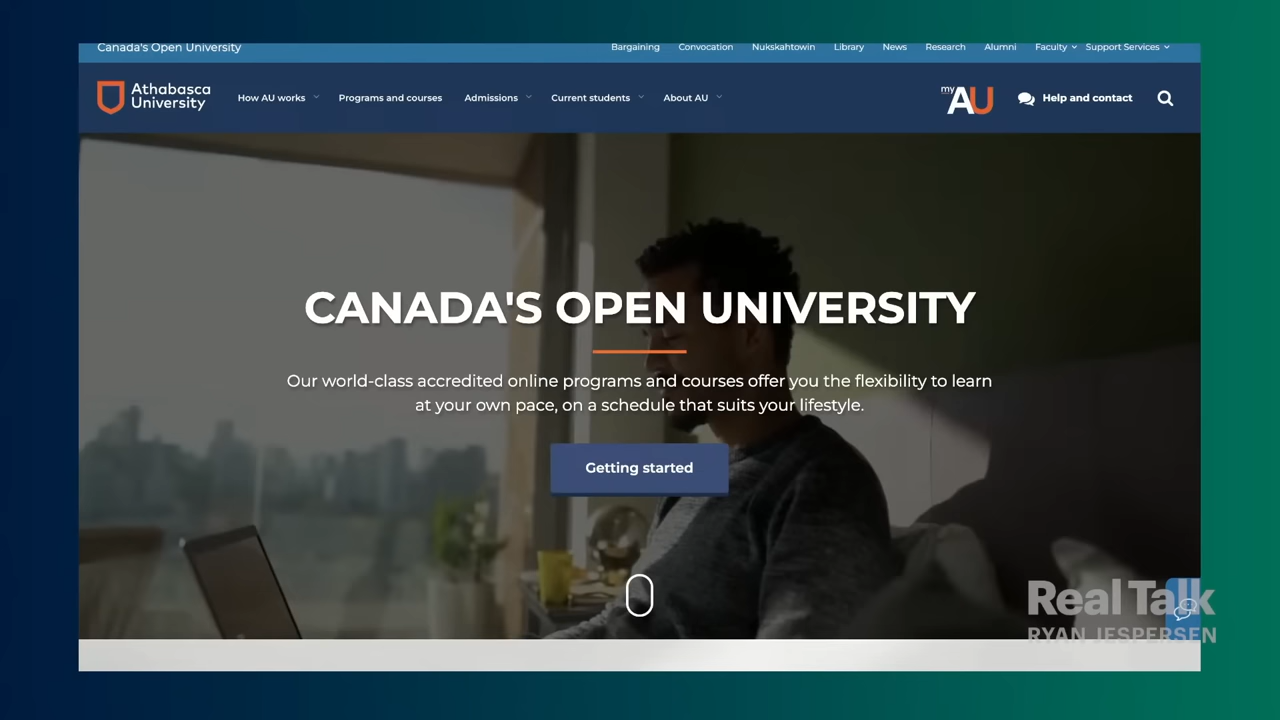 Canada's Open University
Bargaining Convocation Nukskahtowin Library News Research Alumni Faculty Support Services
Athabasca
University
How AU works Programs and courses Admissions Current students About AU
my AU Help and contact
CANADA'S OPEN UNIVERSITY
Our world-class accredited online programs and courses offer you the flexibility to learn
at your own pace, on a schedule that suits your lifestyle.
Getting started
Real Talk
RYAN JESPERSEN